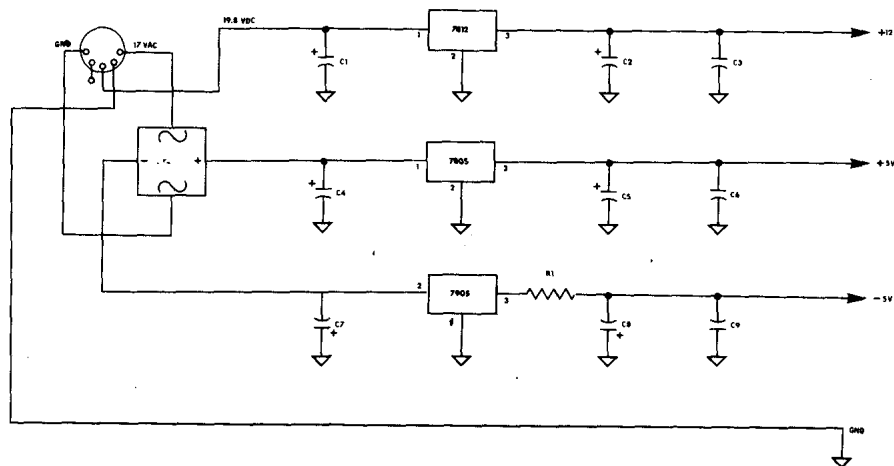 19.8 VDC
GND
17 VAC
1
7812
3
2
+
C1
+
C2
C3
+12
-
+
1
7905
3
2
+
C4
+
C5
C6
+5V
2
7905
3
R1
C7
+
C8
+
C9
-5V
GND